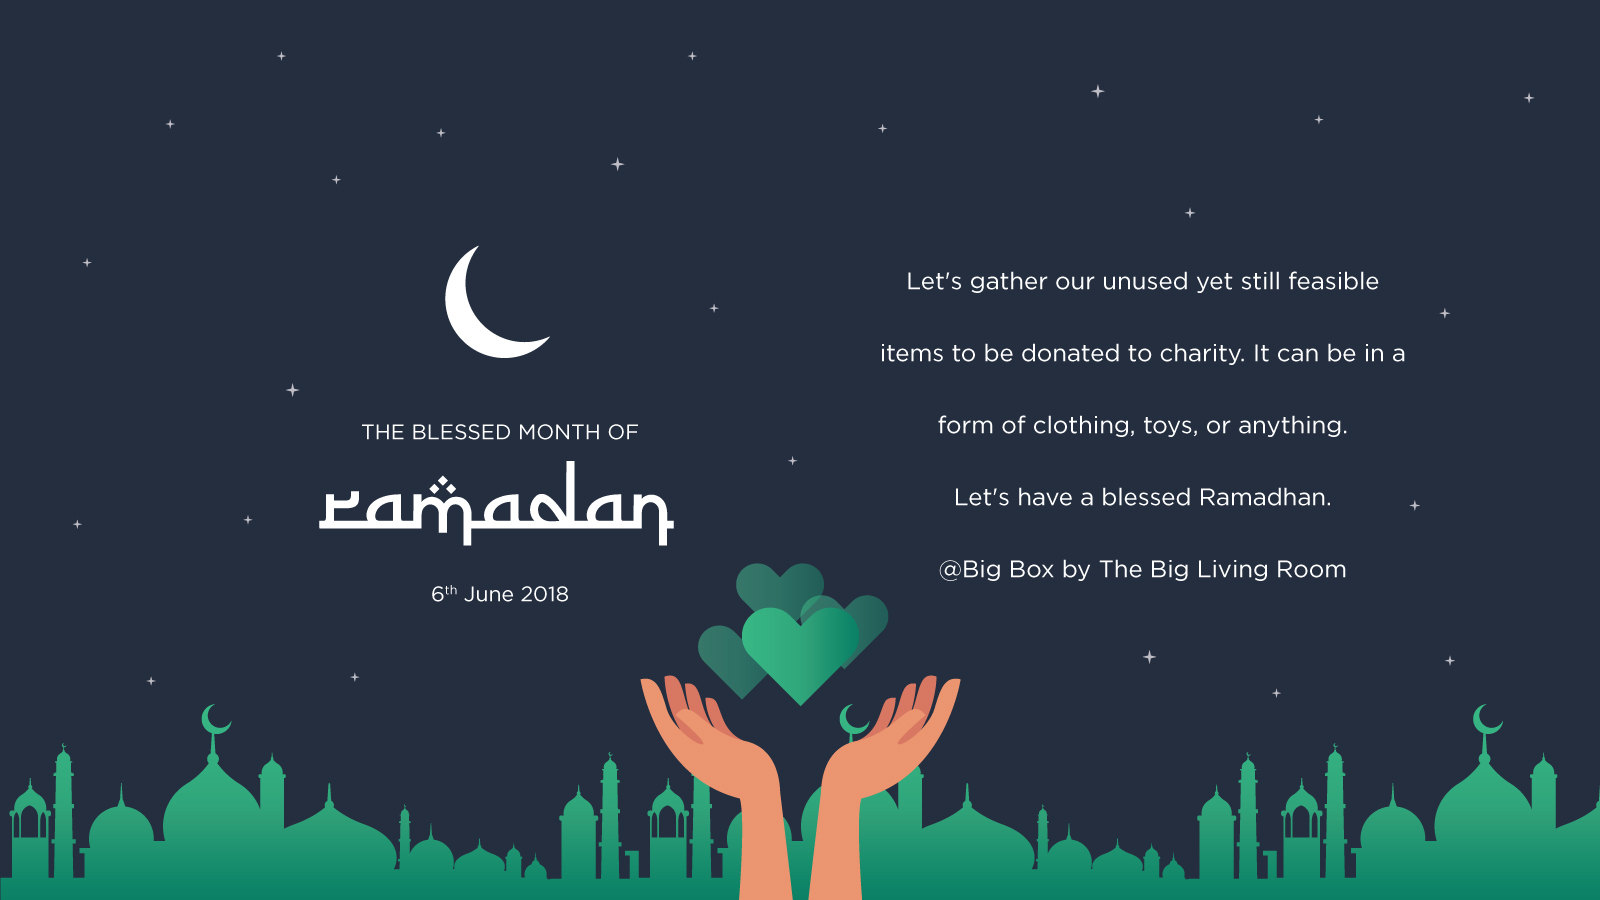 THE BLESSED MONTH OF
ramadan
6th June 2018
Let's gather our unused yet still feasible
items to be donated to charity. It can be in a
form of clothing, toys, or anything.
Let's have a blessed Ramadhan.
@Big Box by The Big Living Room